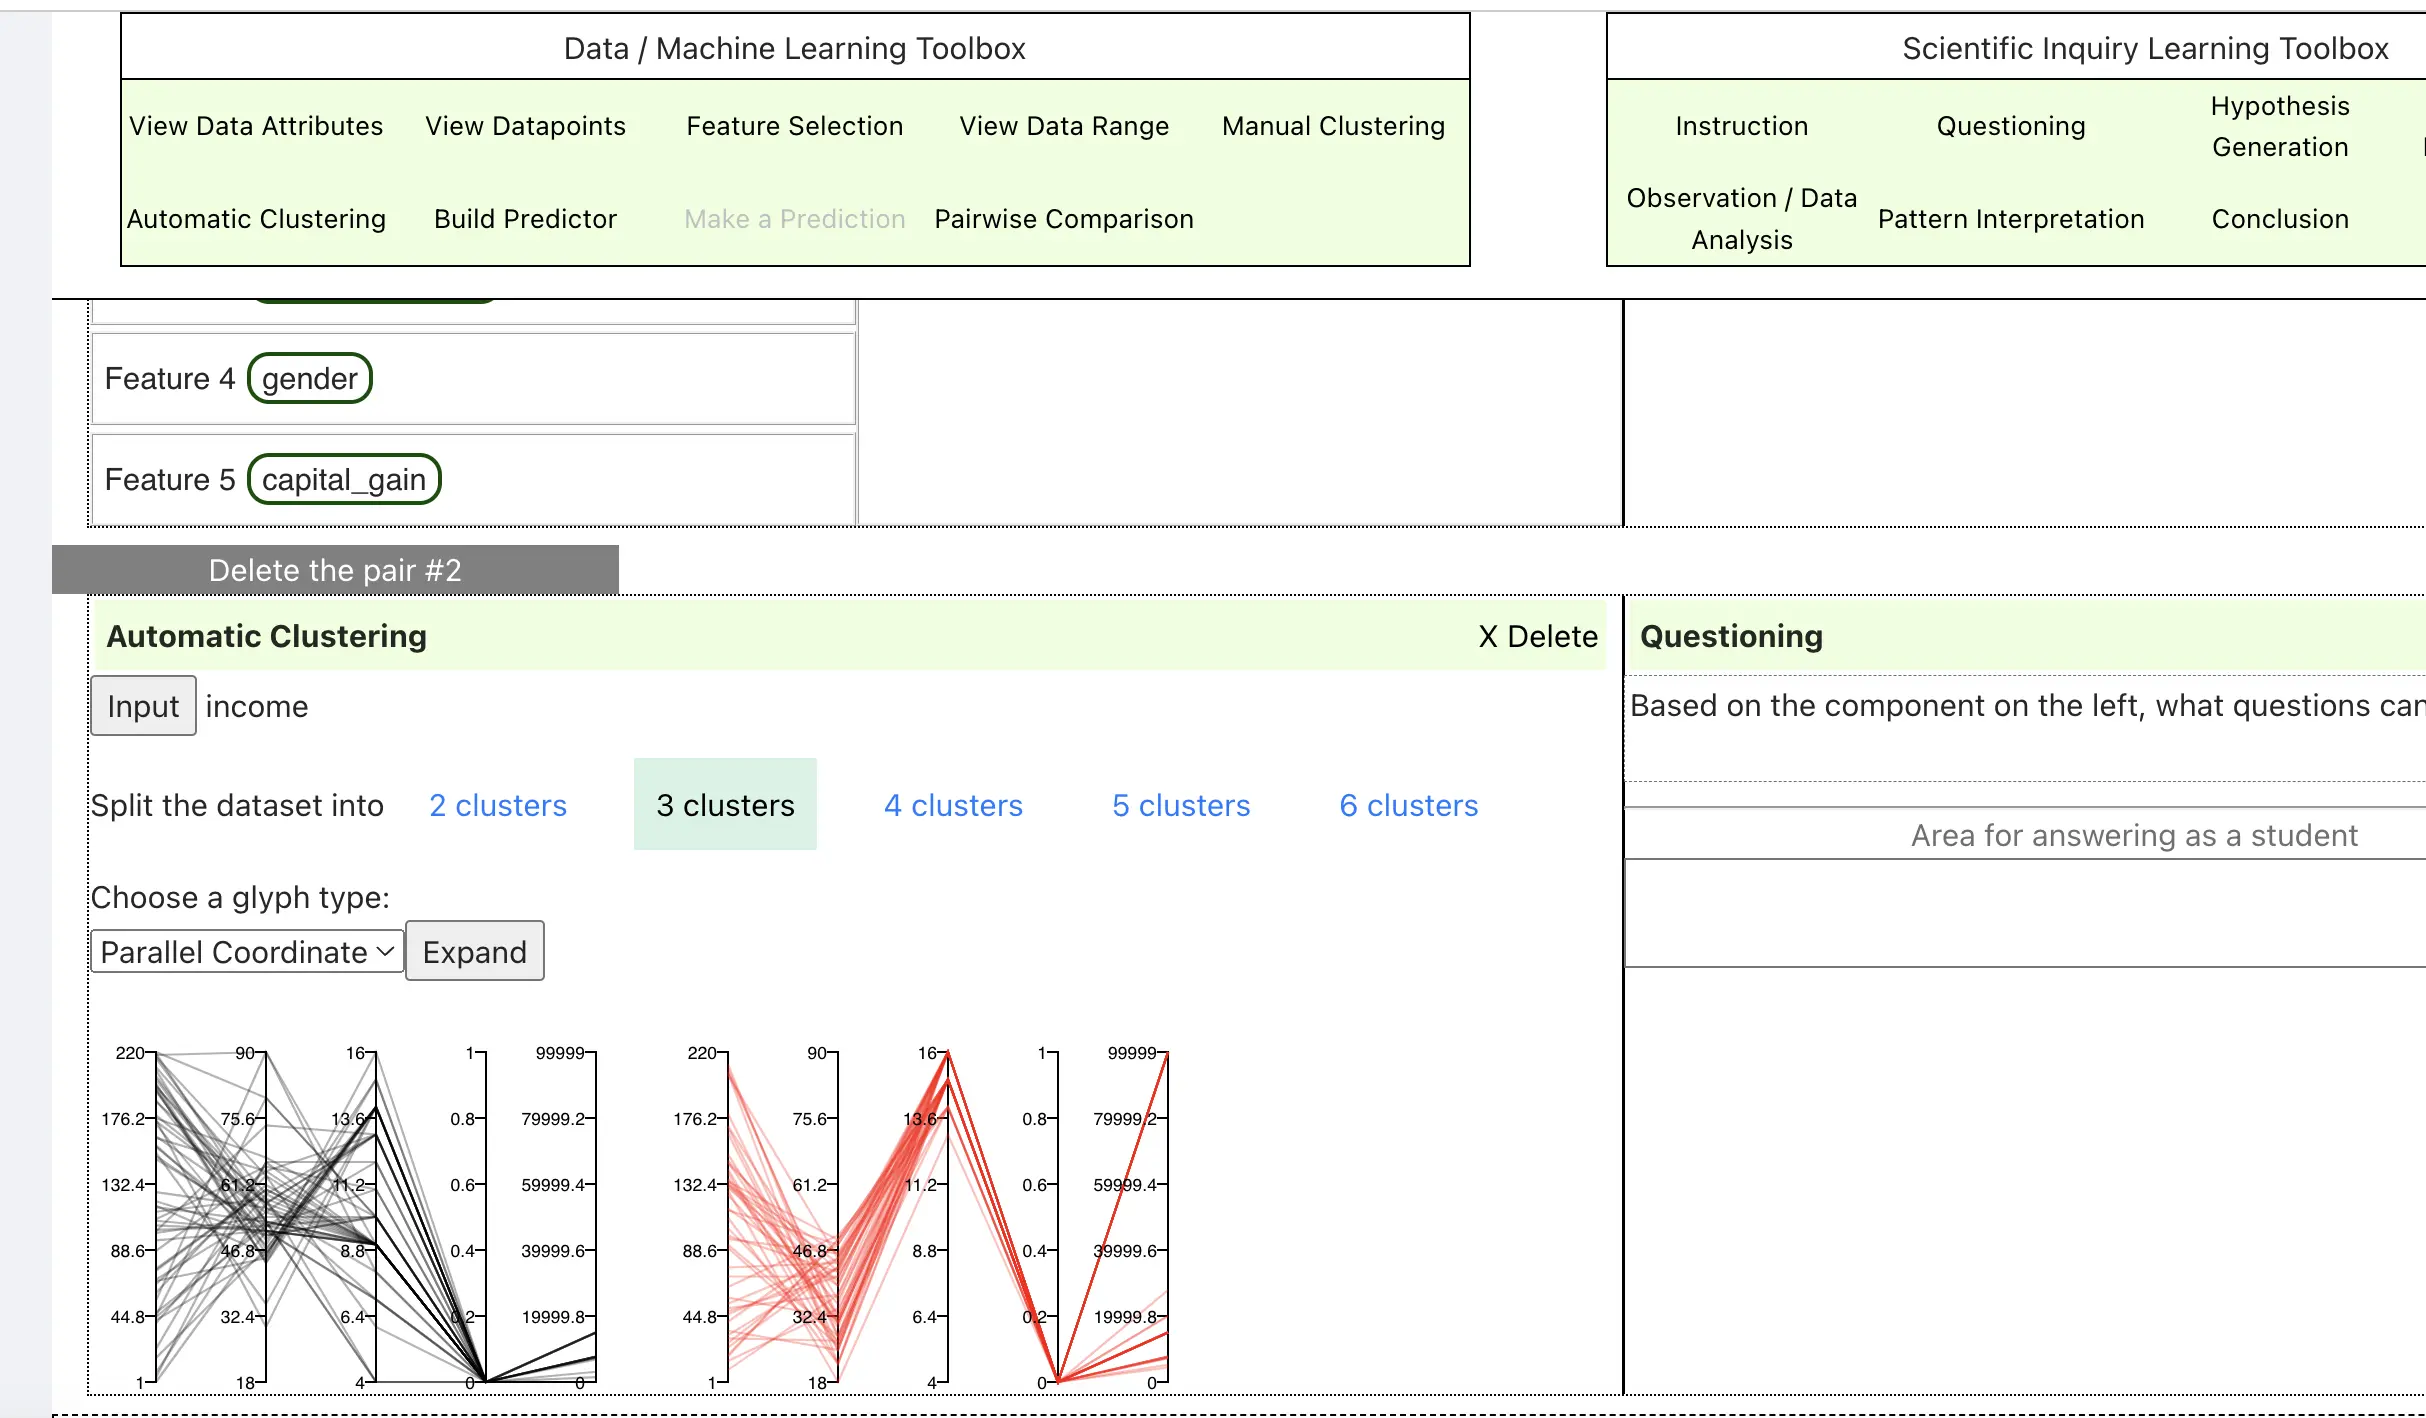 Data / Machine Learning Toolbox
View Data Attributes
View Datapoints
Feature Selection
View Data Range
Manual Clustering
Automatic Clustering
Build Predictor
Make a Prediction
Pairwise Comparison
Scientific Inquiry Learning Toolbox
Instruction
Questioning
Hypothesis
Generation
Observation / Data
Analysis
Pattern Interpretation
Conclusion
Feature 4 gender
Feature 5 capital_gain
Delete the pair #2
Automatic Clustering
X Delete
Input income
Split the dataset into
2 clusters
3 clusters
4 clusters
5 clusters
6 clusters
Choose a glyph type:
Parallel Coordinate
Expand
220
176.2
132.4
88.6
44.8
1
90
75.6
61.2
46.8
32.4
18
16
13.6
11.2
8.8
6.4
4
1
0.8
0.6
0.4
0.2
0
99999
79999.2
59999.4
39999.6
19999.8
0
220
176.2
132.4
88.6
44.8
1
90
75.6
61.2
46.8
32.4
18
16
13.6
11.2
8.8
6.4
4
1
0.8
0.6
0.4
0.2
0
99999
79999.2
59999.4
39999.6
19999.8
0
Questioning
Based on the component on the left, what questions can
Area for answering as a student